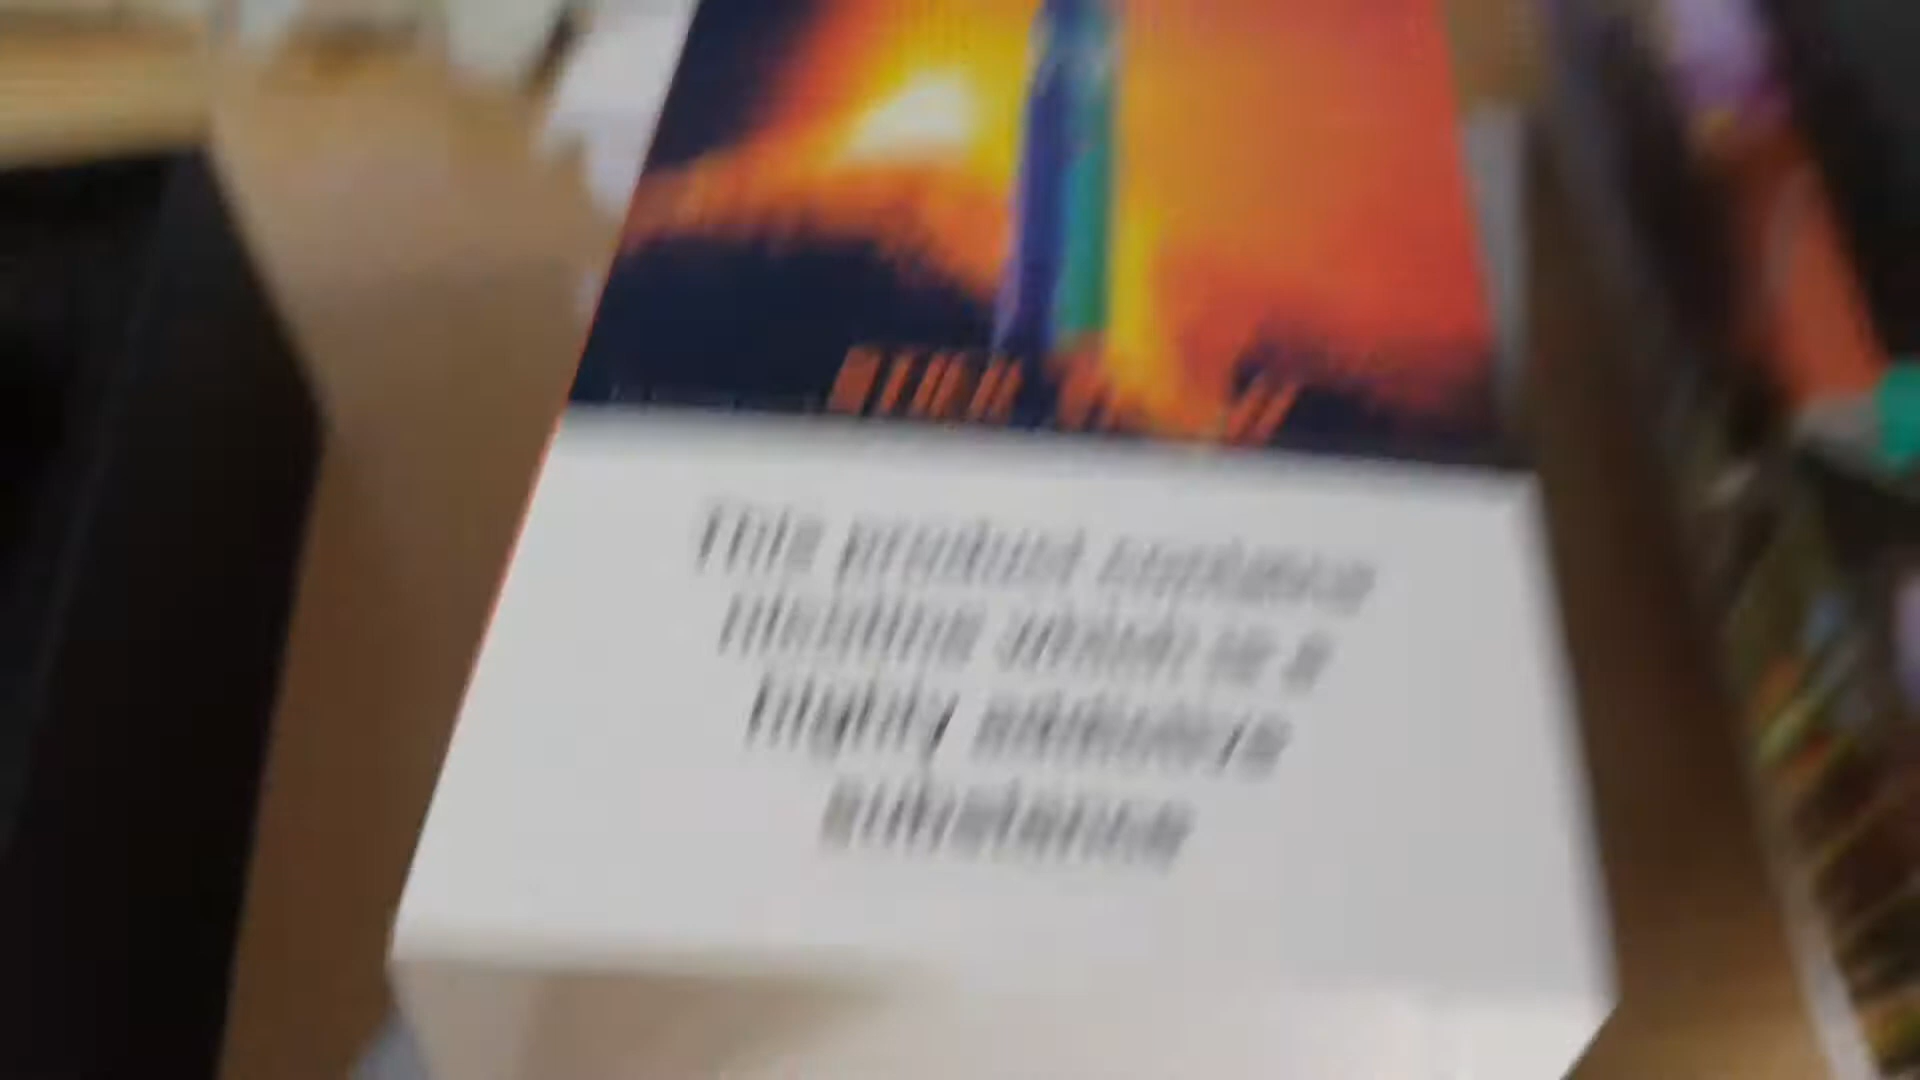 This product contains
nicotine which is a
highly addictive
substance